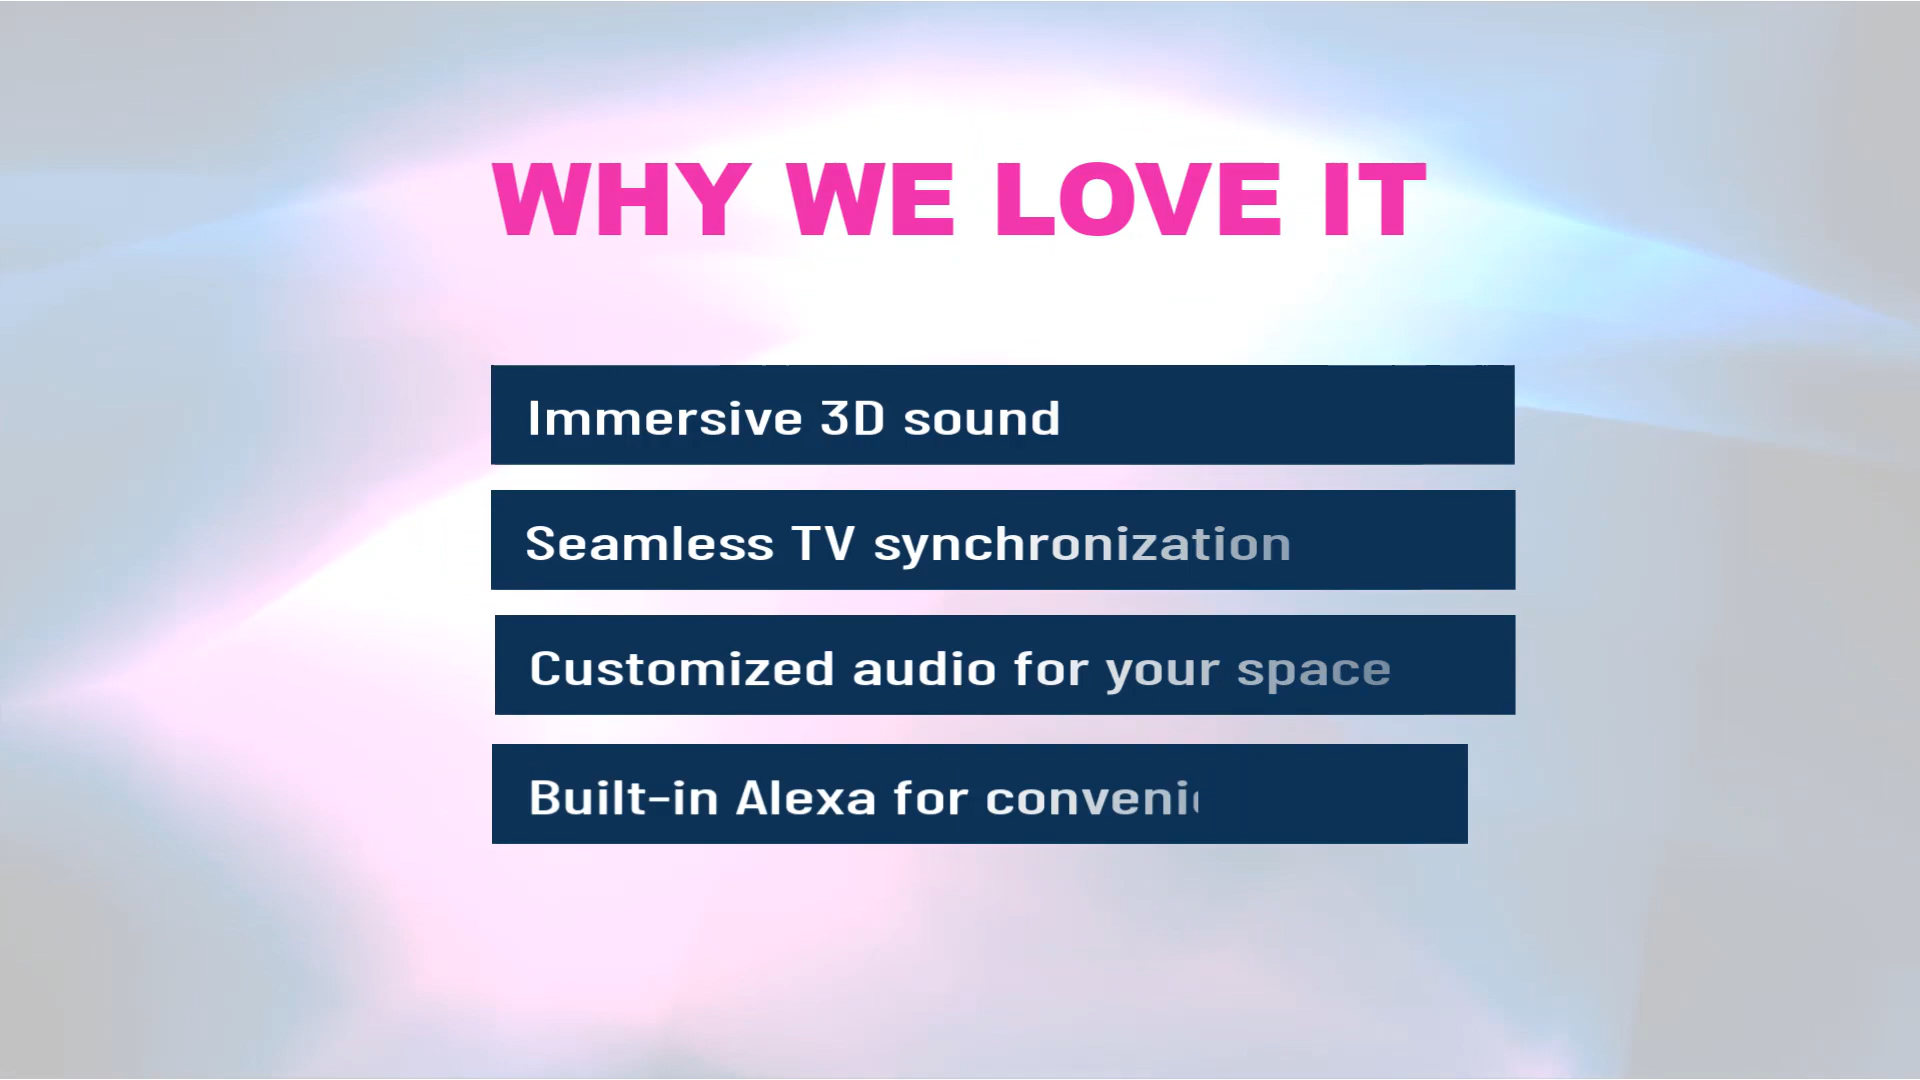 WHY WE LOVE IT
Immersive 3D sound
Seamless TV synchronization
Customized audio for your space
Built-in Alexa for conveni